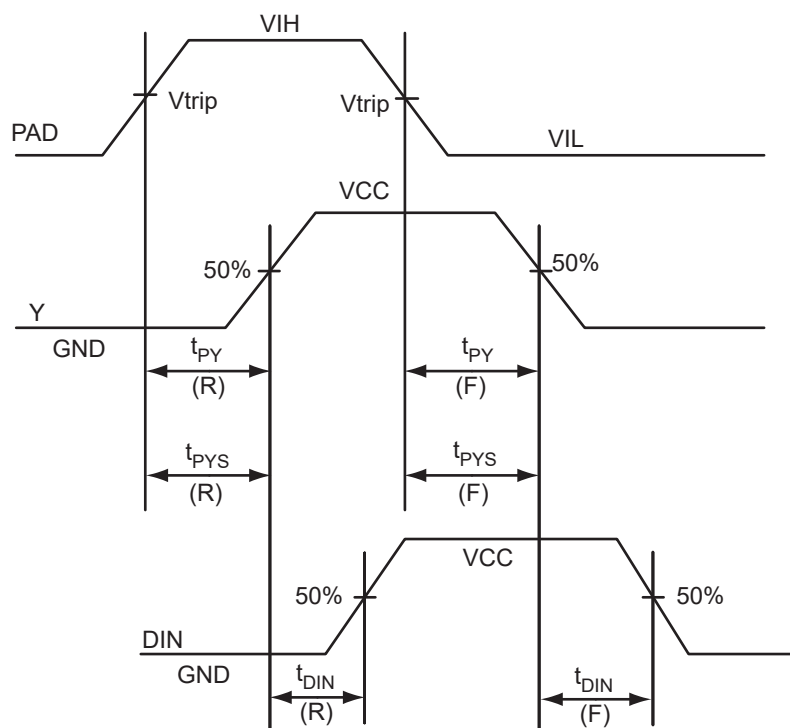 VIH
Vtrip
Vtrip
PAD
VIL
VCC
50%
50%
Y
GND
tPY
(R)
tPY
(F)
tPYS
(R)
tPYS
(F)
VCC
50%
50%
DIN
GND
tDIN
(R)
tDIN
(F)